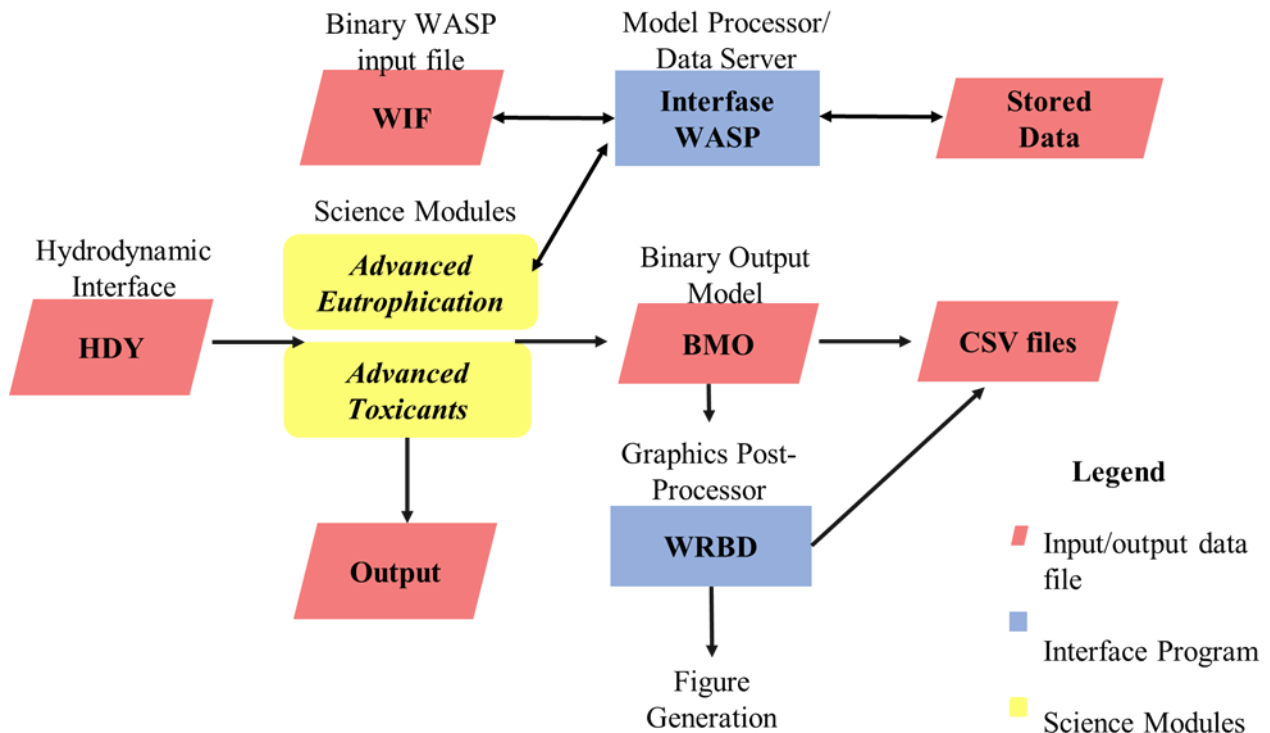 Binary WASP
input file
WIF
Model Processor/
Data Server
Interfase
WASP
Stored
Data
Science Modules
Advanced
Eutrophication
Advanced
Toxicants
Hydrodynamic
Interface
HDY
Binary Output
Model
BMO
CSV files
Graphics Post-
Processor
WRBD
Output
Figure
Generation
Legend
Input/output data
file
Interface Program
Science Modules